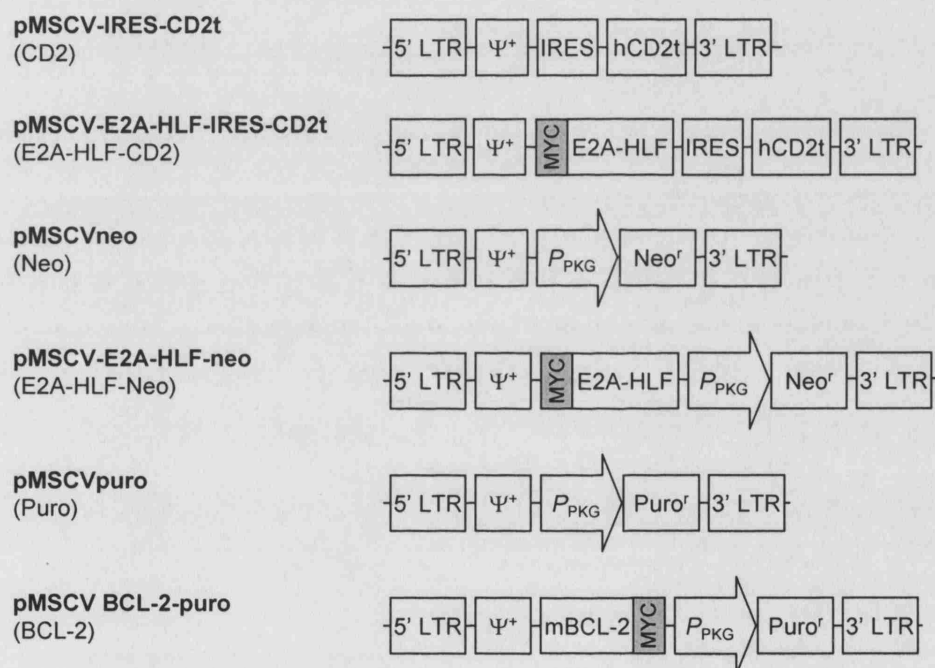 pMSCV-IRES-CD2t
(CD2)
5' LTR Ψ+ IRES hCD2t 3' LTR
pMSCV-E2A-HLF-IRES-CD2t
(E2A-HLF-CD2)
5' LTR Ψ+ MYC E2A-HLF IRES hCD2t 3' LTR
pMSCVneo
(Neo)
5' LTR Ψ+ PPKG Neor 3' LTR
pMSCV-E2A-HLF-neo
(E2A-HLF-Neo)
5' LTR Ψ+ MYC E2A-HLF PPKG Neor 3' LTR
pMSCVpuro
(Puro)
5' LTR Ψ+ PPKG Puror 3' LTR
pMSCV BCL-2-puro
(BCL-2)
5' LTR Ψ+ mBCL-2 MYC PPKG Puror 3' LTR